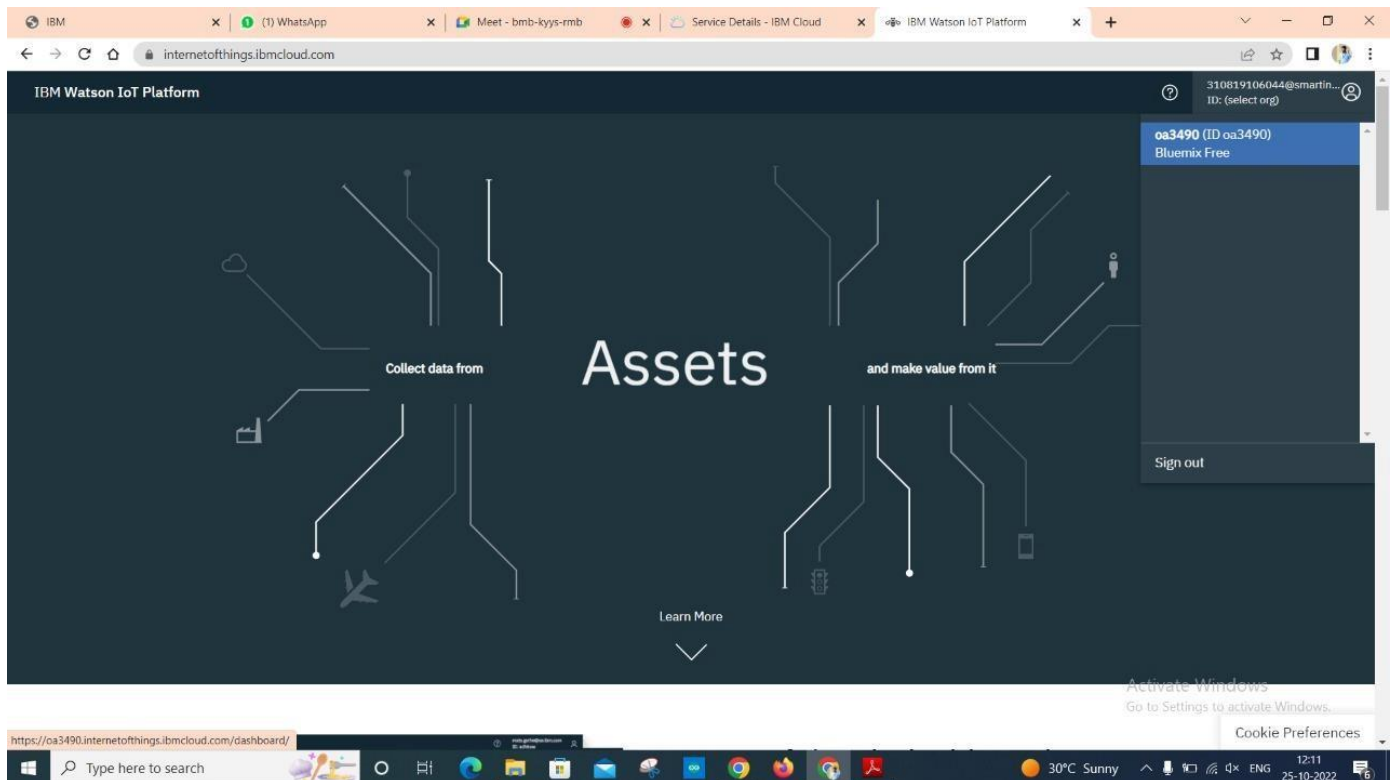 IBM
(1) WhatsApp
Meet - bmb-kyys-rmb
Service Details - IBM Cloud
IBM Watson IoT Platform
internetofthings.ibmcloud.com
IBM Watson IoT Platform
310819106044@smartin...
ID: (select org)
oa3490 (ID oa3490)
Bluemix Free
Collect data from
Assets
and make value from it
Sign out
Learn More
Activate Windows
Go to Settings to activate Windows.
Cookie Preferences
https://oa3490.internetofthings.ibmcloud.com/dashboard/
Type here to search
30°C Sunny
ENG
12:11
25-10-2022
6